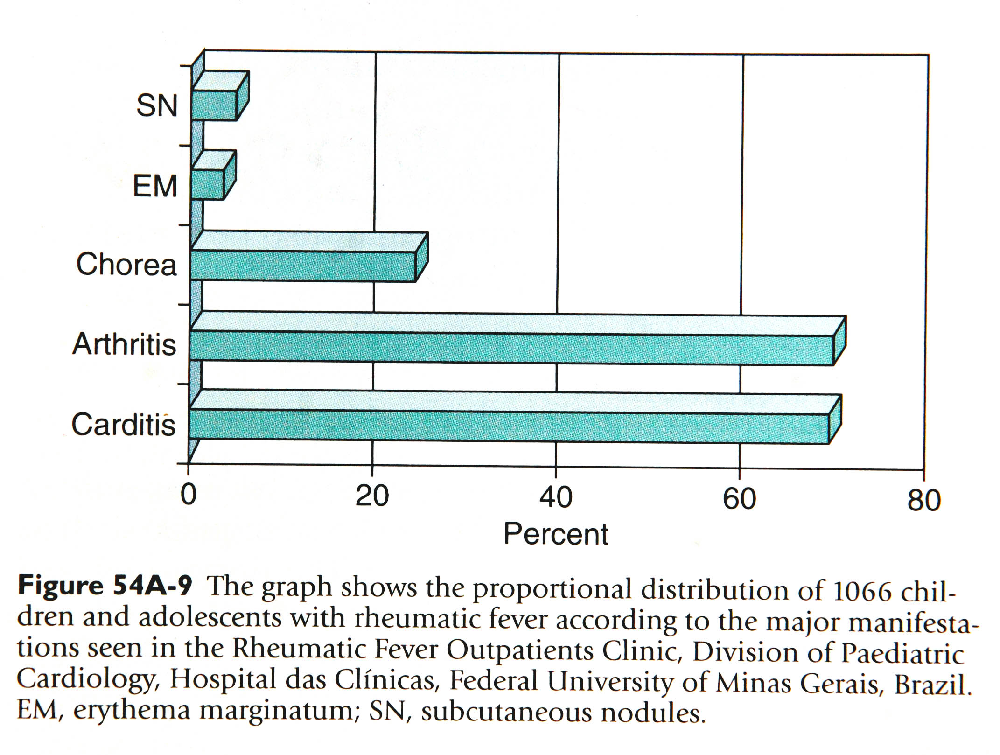 SN
EM
Chorea
Arthritis
Carditis
0 20 40 60 80
Percent
Figure 54A-9 The graph shows the proportional distribution of 1066 chil-
dren and adolescents with rheumatic fever according to the major manifesta-
tions seen in the Rheumatic Fever Outpatients Clinic, Division of Paediatric
Cardiology, Hospital das Clínicas, Federal University of Minas Gerais, Brazil.
EM, erythema marginatum; SN, subcutaneous nodules.